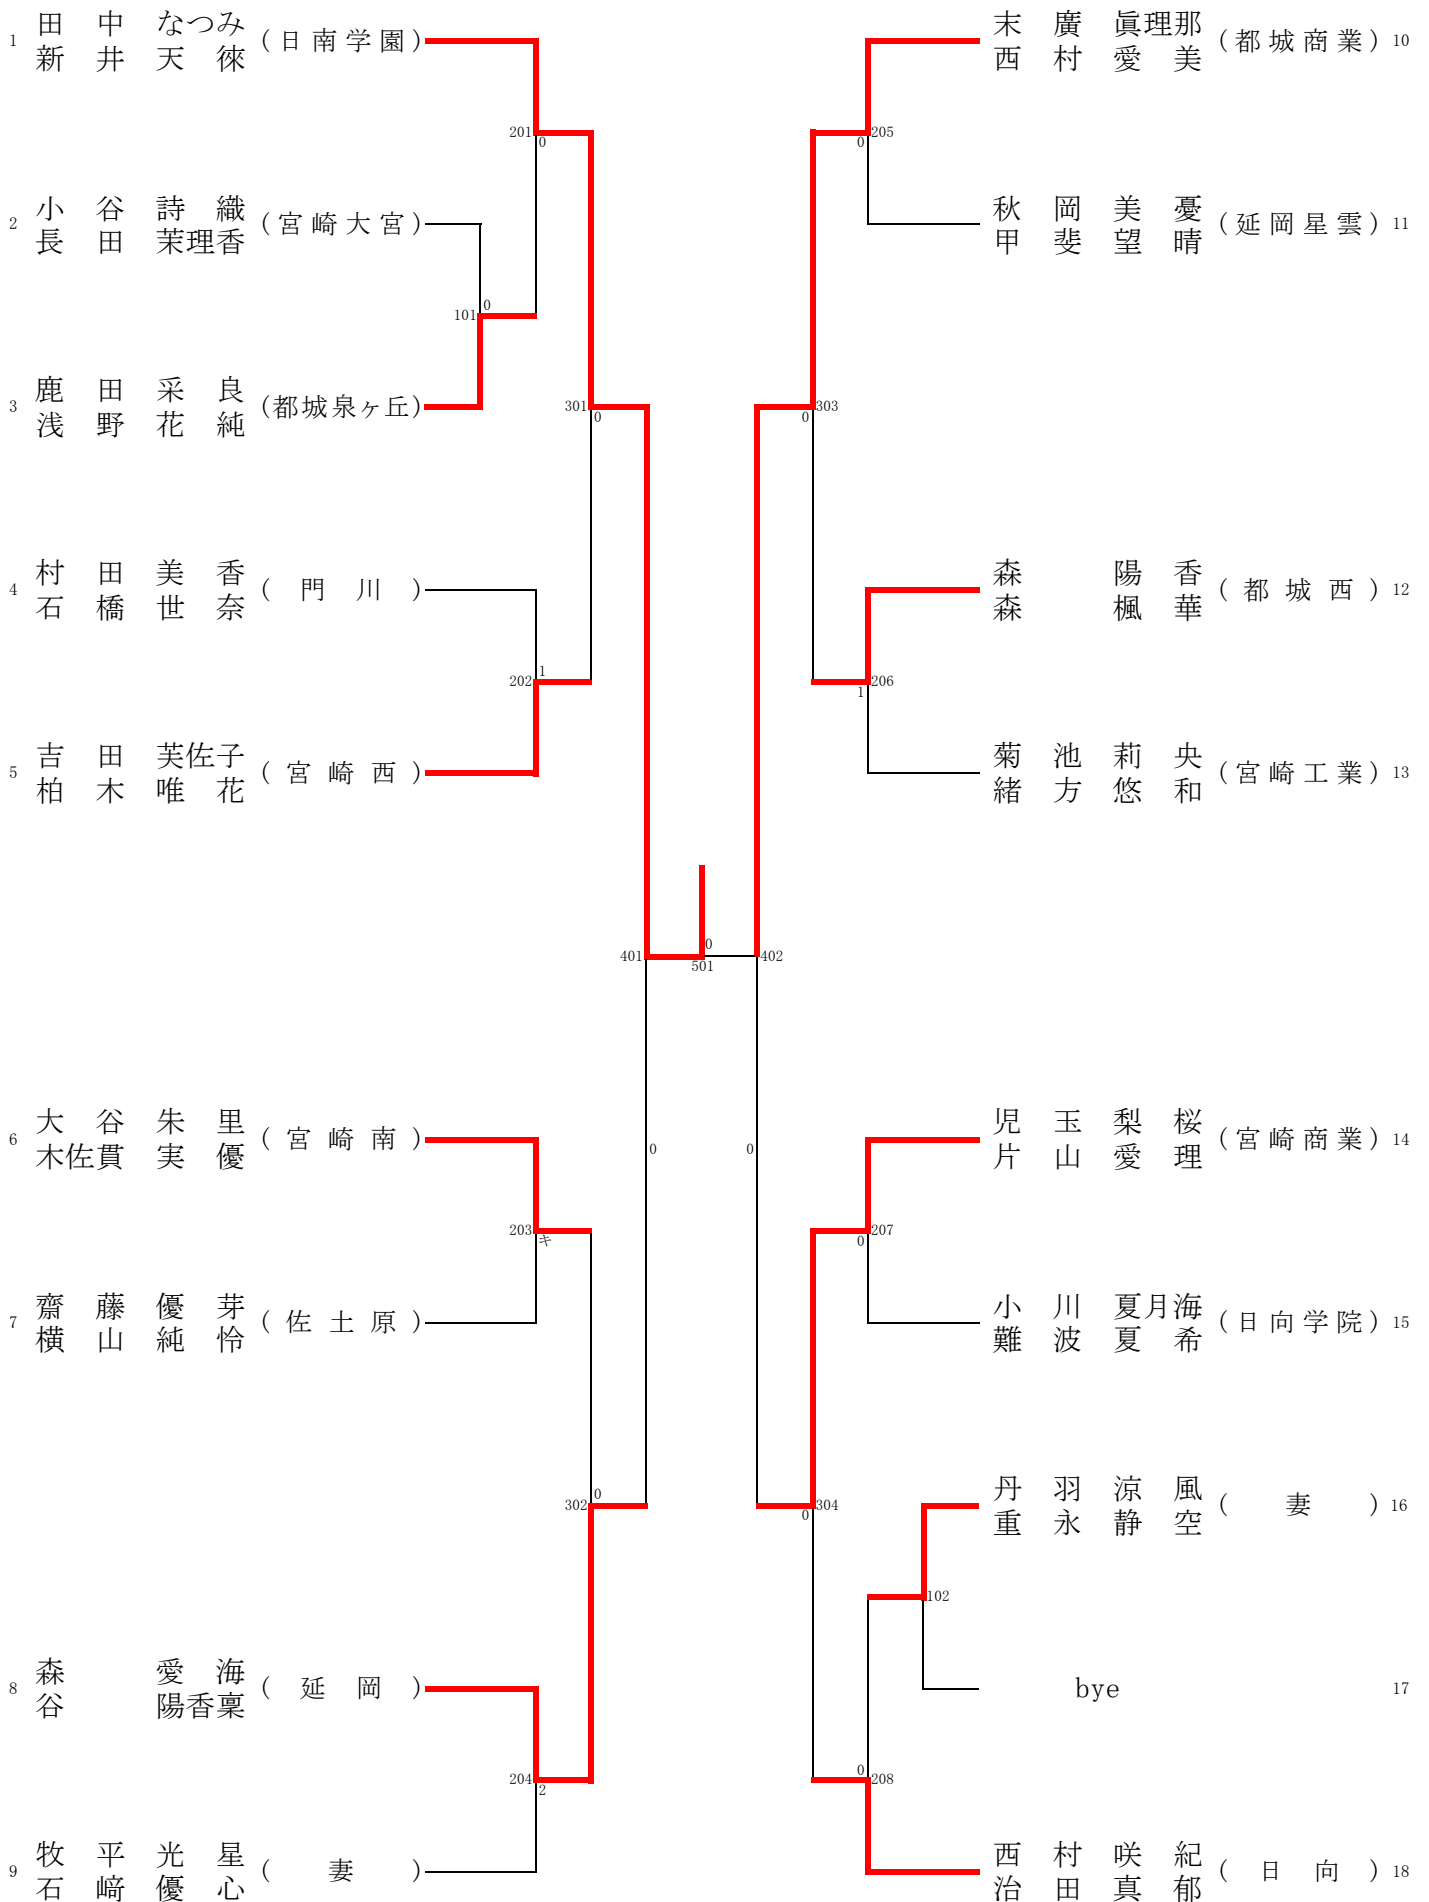 1 田中なつみ (日南学園)
新井天徠
2 小谷詩織 (宮崎大宮)
長田茉理香
3 鹿田采良 (都城泉ヶ丘)
浅野花純
4 村田美香 (門川)
石橋世奈
5 吉田芙佐子 (宮崎西)
柏木唯花
6 大谷朱里 (宮崎南)
木佐貫実優
7 齋藤優芽 (佐土原)
横山純怜
8 森愛海 (延岡)
谷陽香稟
9 牧平光星 (妻)
石﨑優心
201
0
101
0
301
0
202
1
401
0
203
キ
302
0
204
2
501
0
402
0
205
0
303
0
206
1
207
0
304
0
102
208
0
末廣眞理那 (都城商業) 10
西村愛美
秋岡美憂 (延岡星雲) 11
甲斐望晴
森陽香 (都城西) 12
森楓華
菊池莉央 (宮崎工業) 13
緒方悠和
児玉梨桜 (宮崎商業) 14
片山愛理
小川夏月海 (日向学院) 15
難波夏希
丹羽涼風 (妻) 16
重永静空
bye 17
西村咲紀 (日向) 18
治田真郁